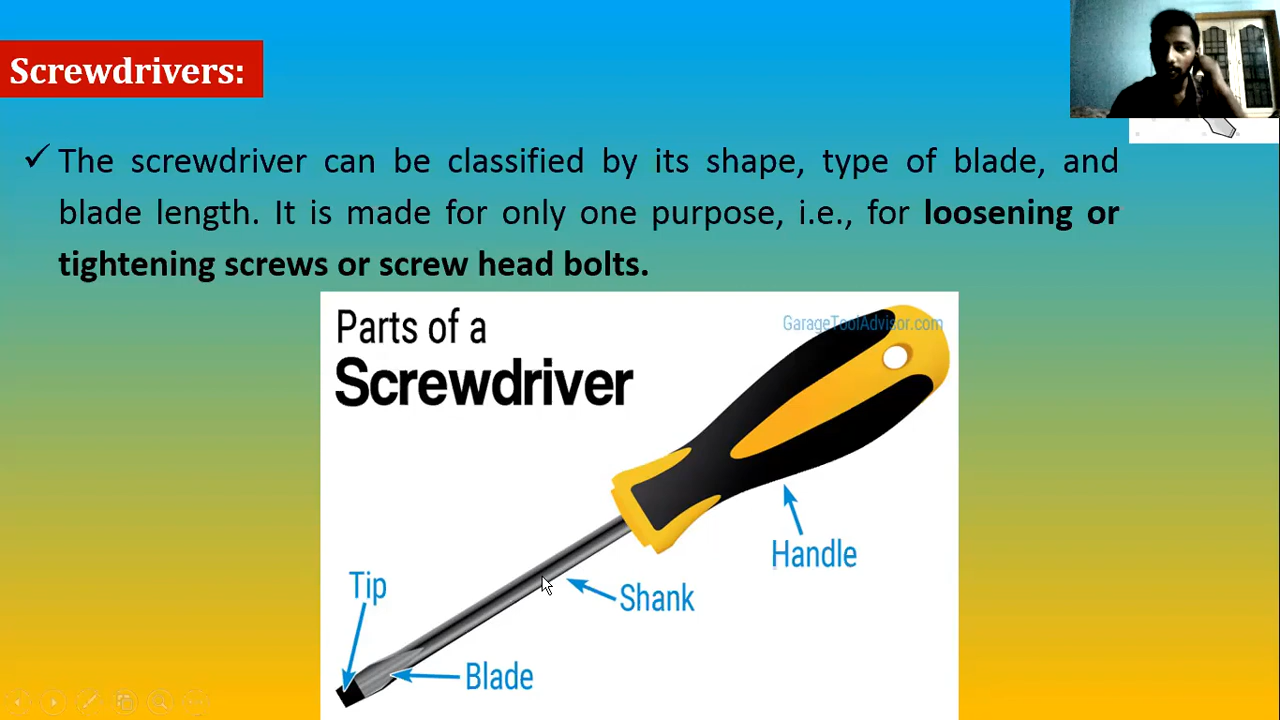 Screwdrivers:
✓ The screwdriver can be classified by its shape, type of blade, and
blade length. It is made for only one purpose, i.e., for loosening or
tightening screws or screw head bolts.
Parts of a
Screwdriver
GarageToolAdvisor.com
Handle
Tip
Shank
Blade